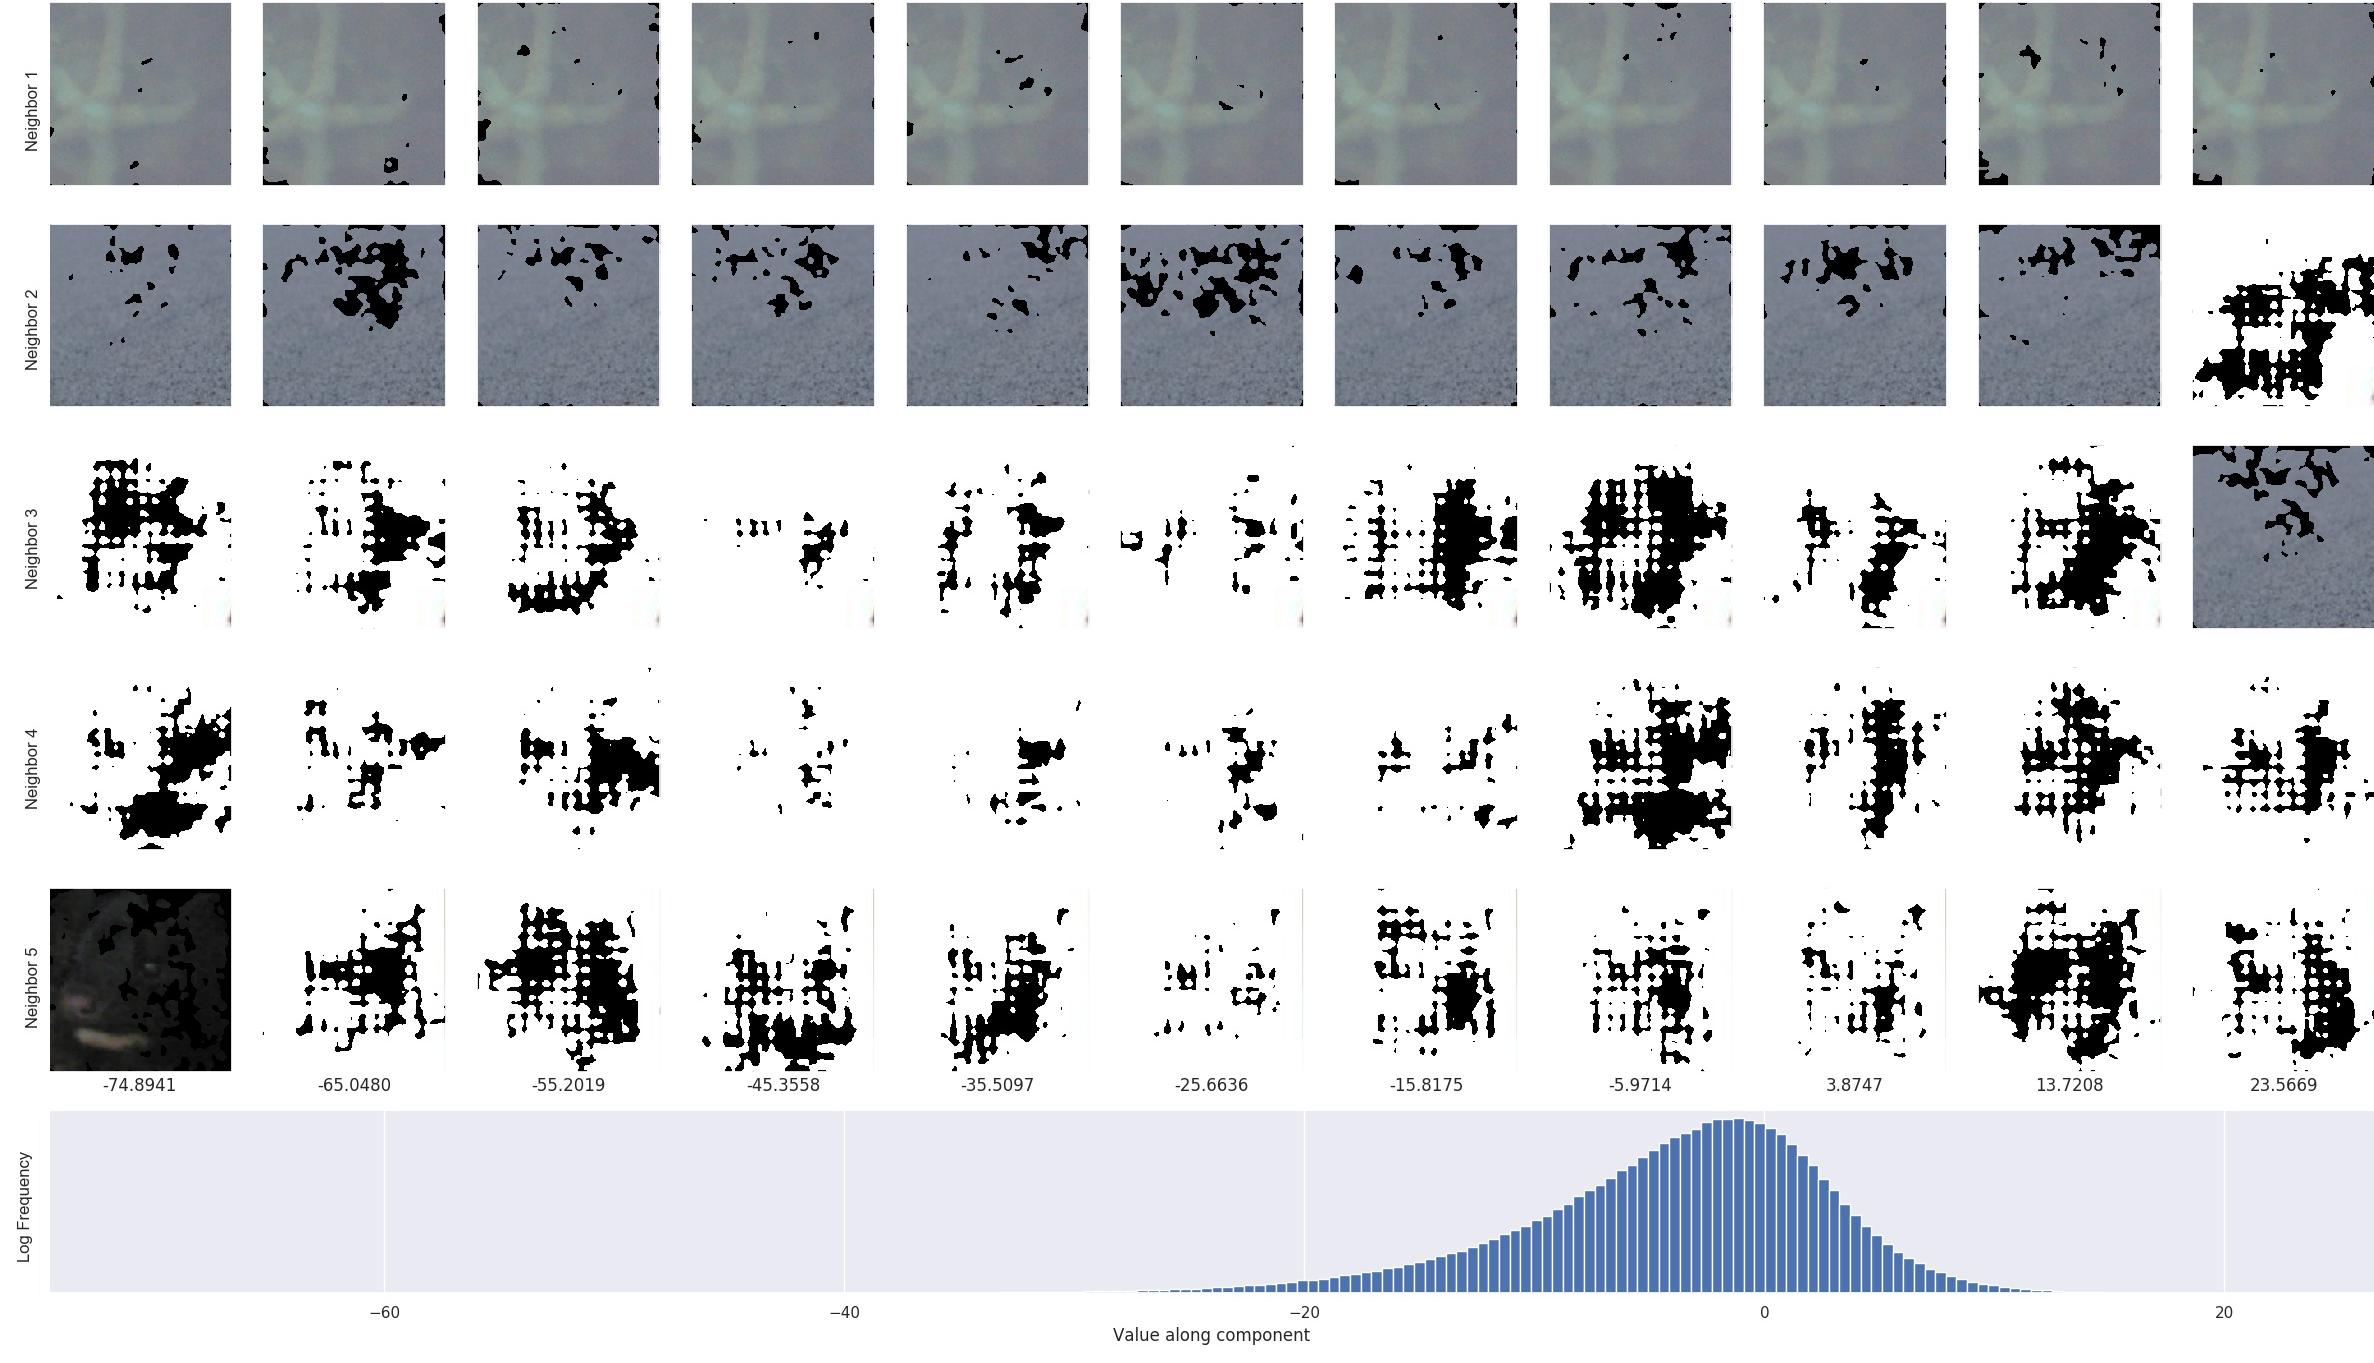 Neighbor 1
Neighbor 2
Neighbor 3
Neighbor 4
Neighbor 5
-74.8941 -65.0480 -55.2019 -45.3558 -35.5097 -25.6636 -15.8175 -5.9714 3.8747 13.7208 23.5669
Log Frequency
−60 −40 −20 0 20
Value along component